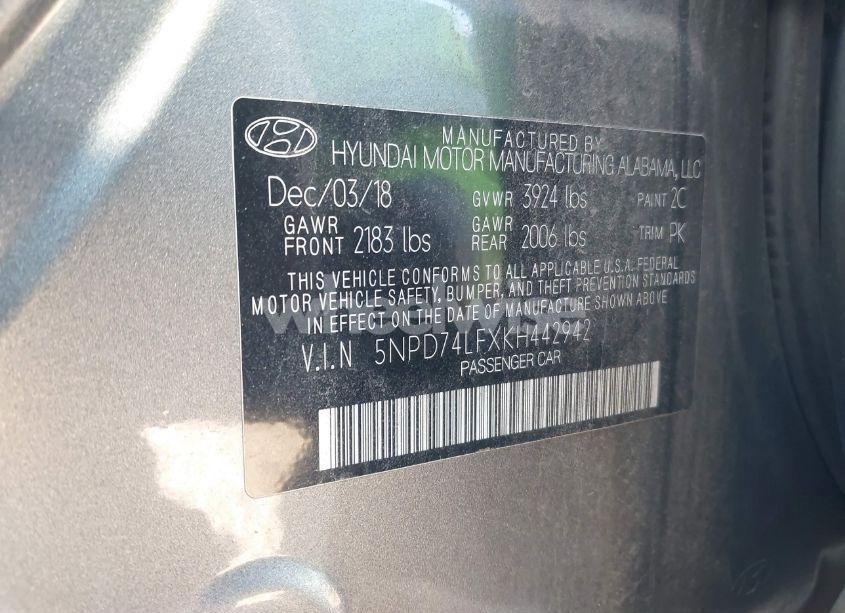 MANUFACTURED BY
HYUNDAI MOTOR MANUFACTURING ALABAMA, LLC
Dec/03/18 GVWR 3924 lbs PAINT 2C
GAWR FRONT 2183 lbs GAWR REAR 2006 lbs TRIM PK
THIS VEHICLE CONFORMS TO ALL APPLICABLE U.S.A. FEDERAL
MOTOR VEHICLE SAFETY, BUMPER, AND THEFT PREVENTION STANDARDS
IN EFFECT ON THE DATE OF MANUFACTURE SHOWN ABOVE
V.I.N 5NPD74LFXKH442942
PASSENGER CAR